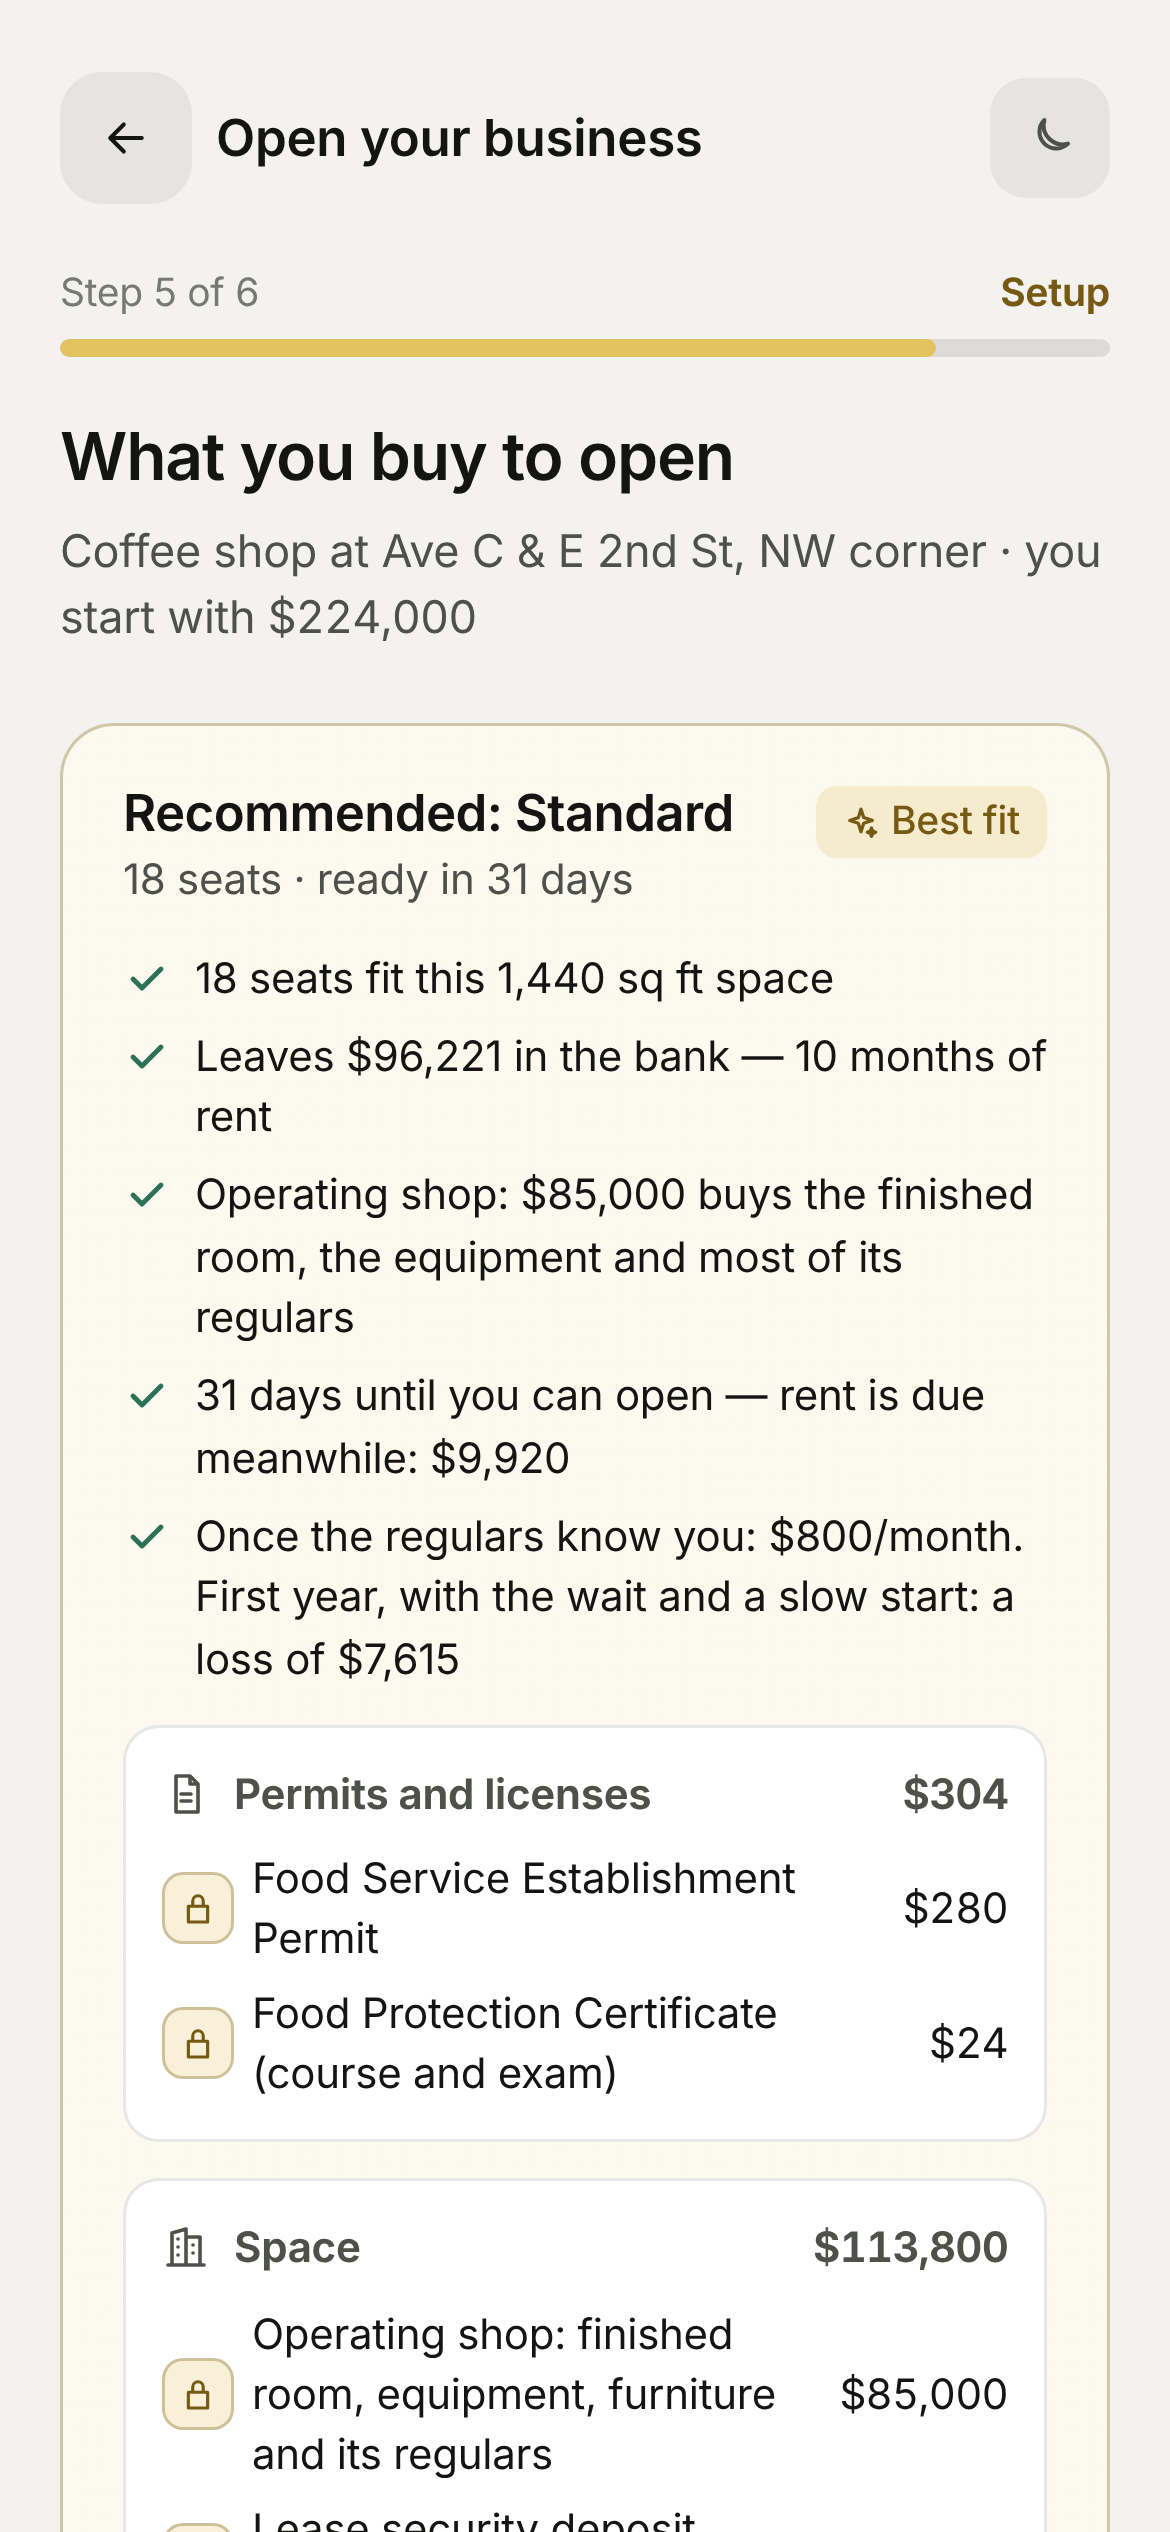 Open your business
Step 5 of 6
Setup
What you buy to open
Coffee shop at Ave C & E 2nd St, NW corner · you
start with $224,000
Recommended: Standard
Best fit
18 seats · ready in 31 days
18 seats fit this 1,440 sq ft space
Leaves $96,221 in the bank — 10 months of
rent
Operating shop: $85,000 buys the finished
room, the equipment and most of its
regulars
31 days until you can open — rent is due
meanwhile: $9,920
Once the regulars know you: $800/month.
First year, with the wait and a slow start: a
loss of $7,615
Permits and licenses
$304
Food Service Establishment
Permit
$280
Food Protection Certificate
(course and exam)
$24
Space
$113,800
Operating shop: finished
room, equipment, furniture
and its regulars
$85,000
Lease security deposit